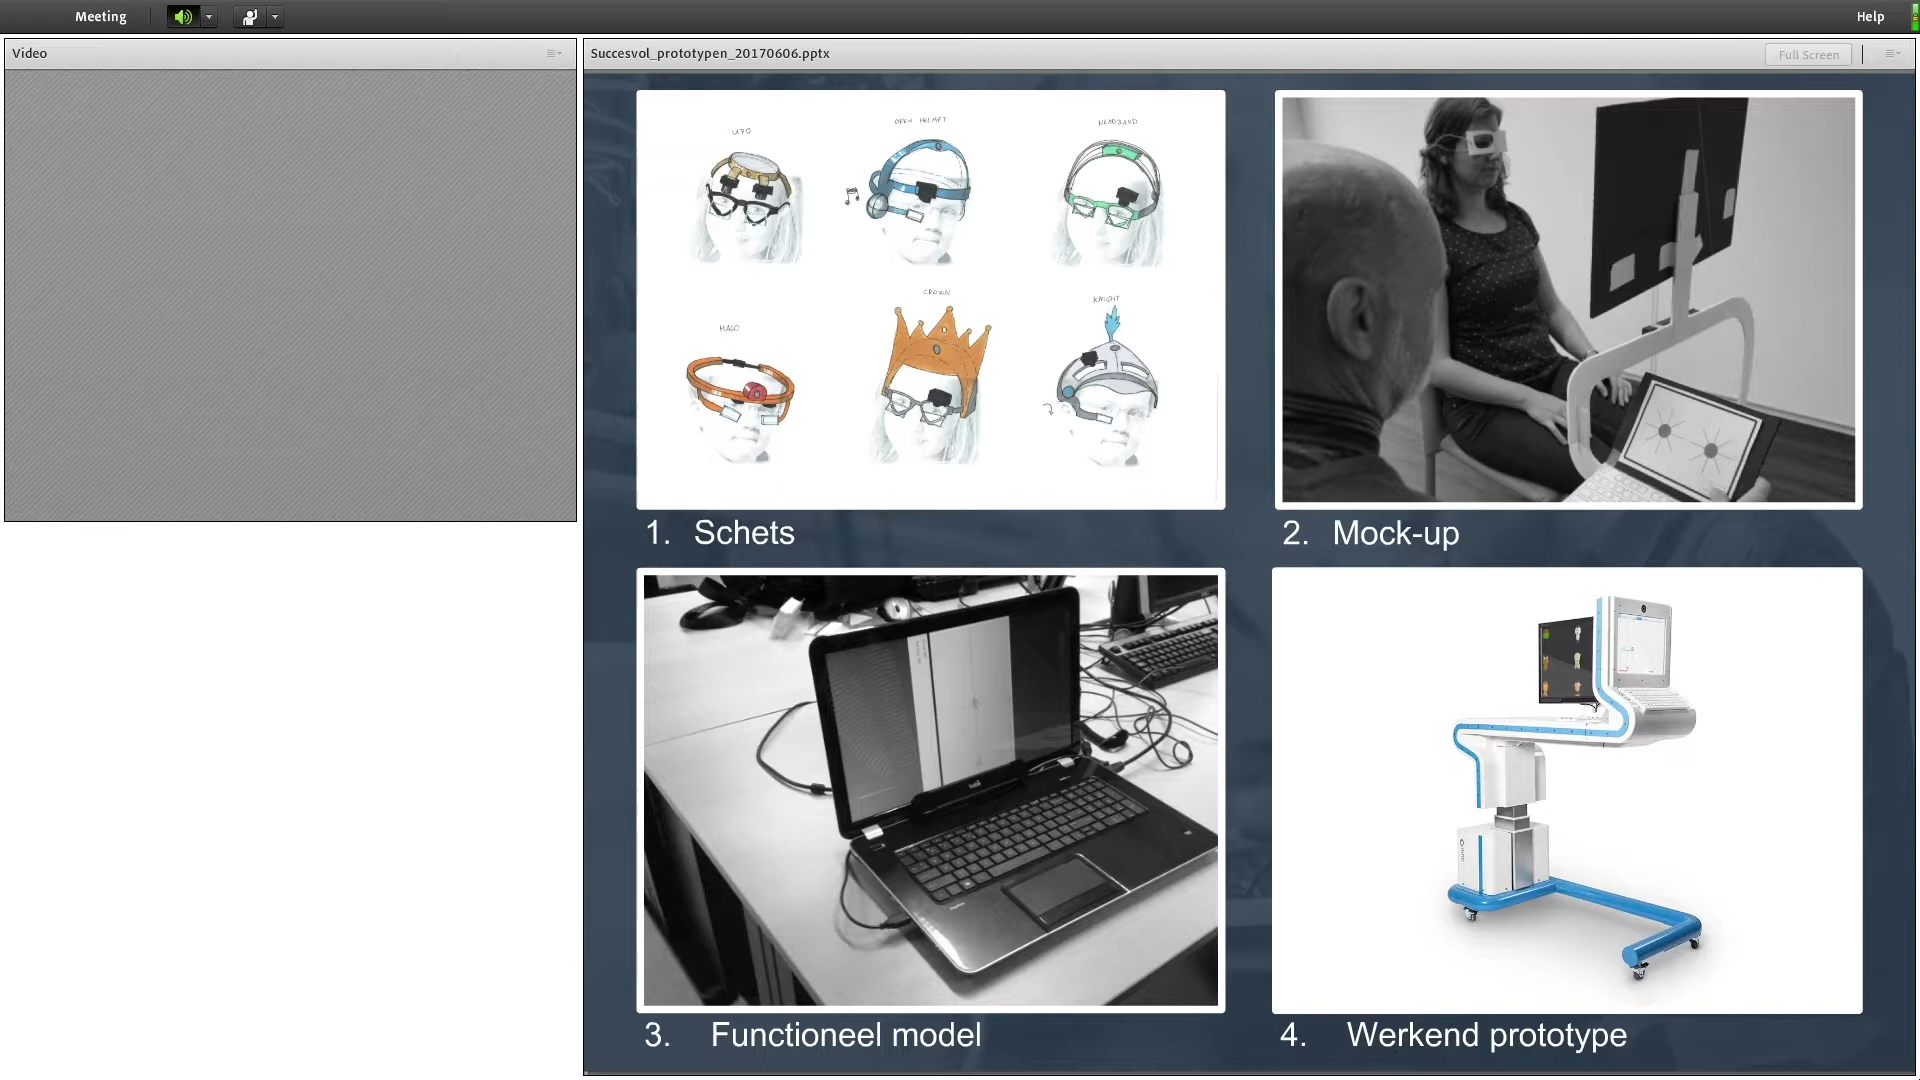 Meeting
Help
Video
Succesvol_prototypen_20170606.pptx
Full Screen
UFO
OPEN HELMET
HEADBAND
HALO
CROWN
KNIGHT
1. Schets
2. Mock-up
3. Functioneel model
4. Werkend prototype